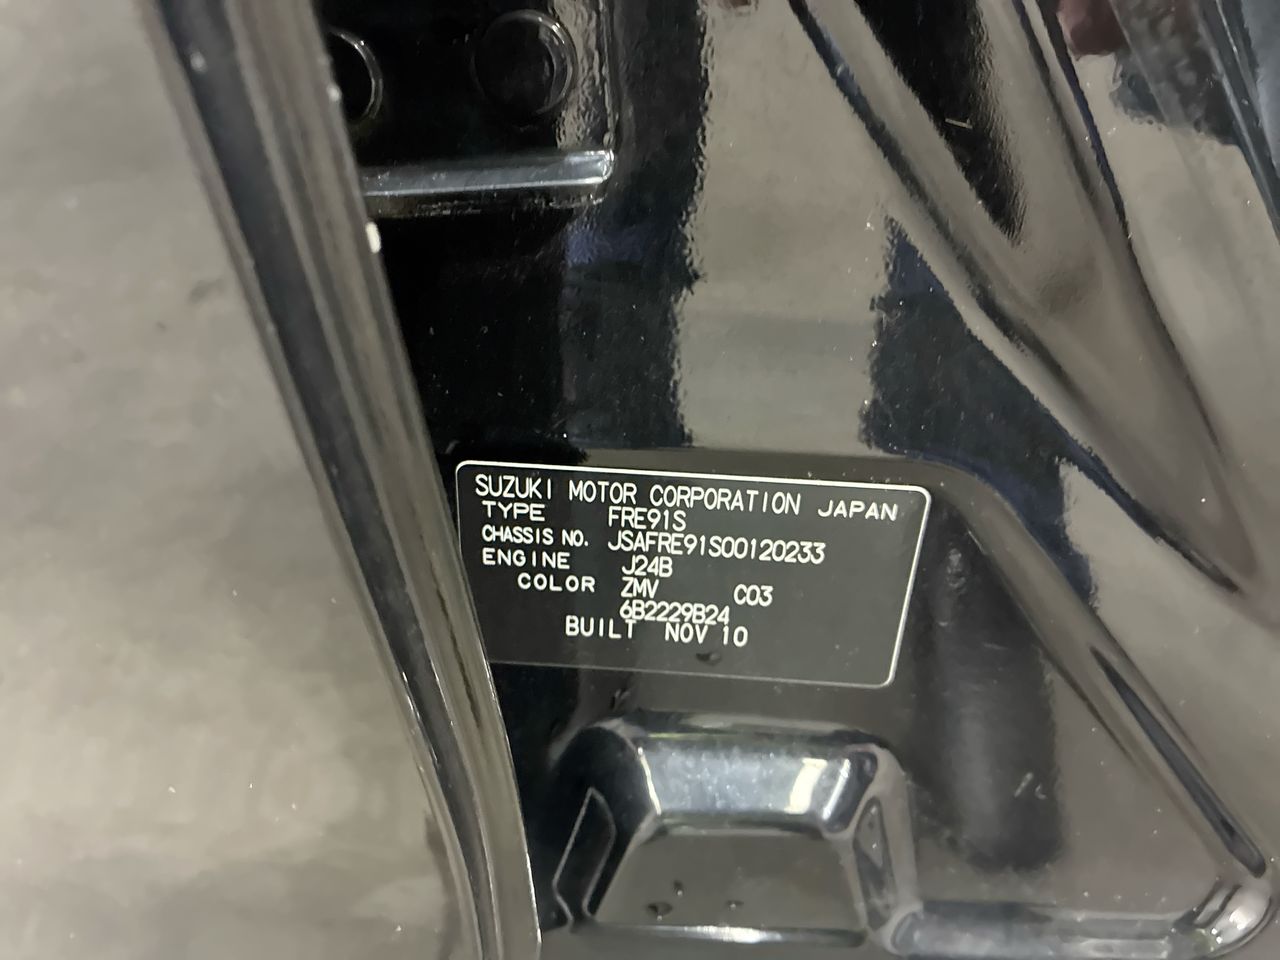 SUZUKI MOTOR CORPORATION JAPAN
TYPE FRE91S
CHASSIS NO. JSAFRE91S00120233
ENGINE J24B
COLOR ZMV C03
6B2229B24
BUILT NOV 10